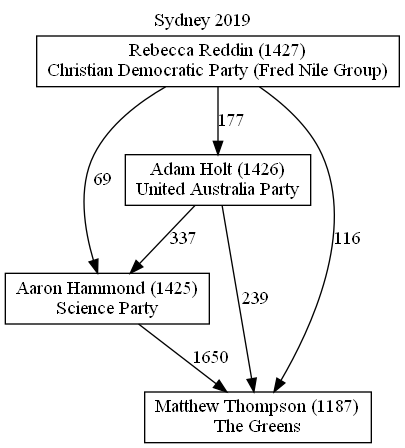 Sydney 2019
Rebecca Reddin (1427)
Christian Democratic Party (Fred Nile Group)
177
Adam Holt (1426)
United Australia Party
69
337
116
239
Aaron Hammond (1425)
Science Party
1650
Matthew Thompson (1187)
The Greens